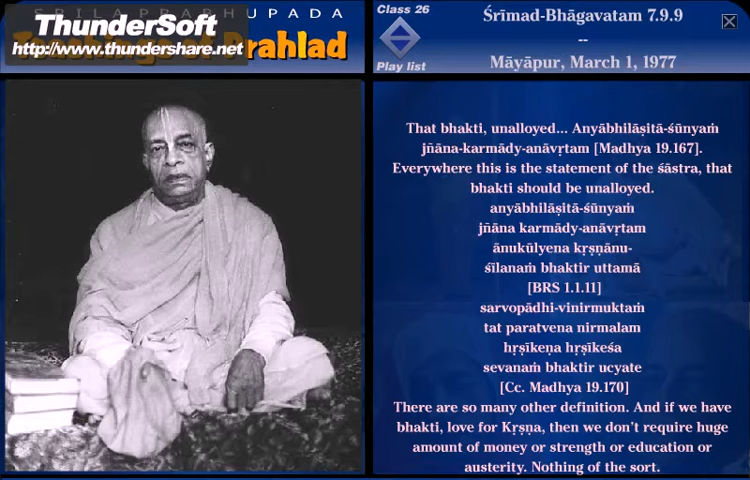 SRILA PRABHUPADA
ThunderSoft
http://www.thundershare.net
Teachings of Prahlad
Class 26
Play list
Śrīmad-Bhāgavatam 7.9.9
--
Māyāpur, March 1, 1977
That bhakti, unalloyed... Anyābhilāṣitā-śūnyaṁ
jñāna-karmādy-anāvṛtam [Madhya 19.167].
Everywhere this is the statement of the śāstra, that
bhakti should be unalloyed.
anyābhilāṣitā-śūnyaṁ
jñāna karmādy-anāvṛtam
ānukūlyena kṛṣṇānu-
śīlanaṁ bhaktir uttamā
[BRS 1.1.11]
sarvopādhi-vinirmuktaṁ
tat paratvena nirmalam
hṛṣīkeṇa hṛṣīkeśa
sevanaṁ bhaktir ucyate
[Cc. Madhya 19.170]
There are so many other definition. And if we have
bhakti, love for Kṛṣṇa, then we don't require huge
amount of money or strength or education or
austerity. Nothing of the sort.